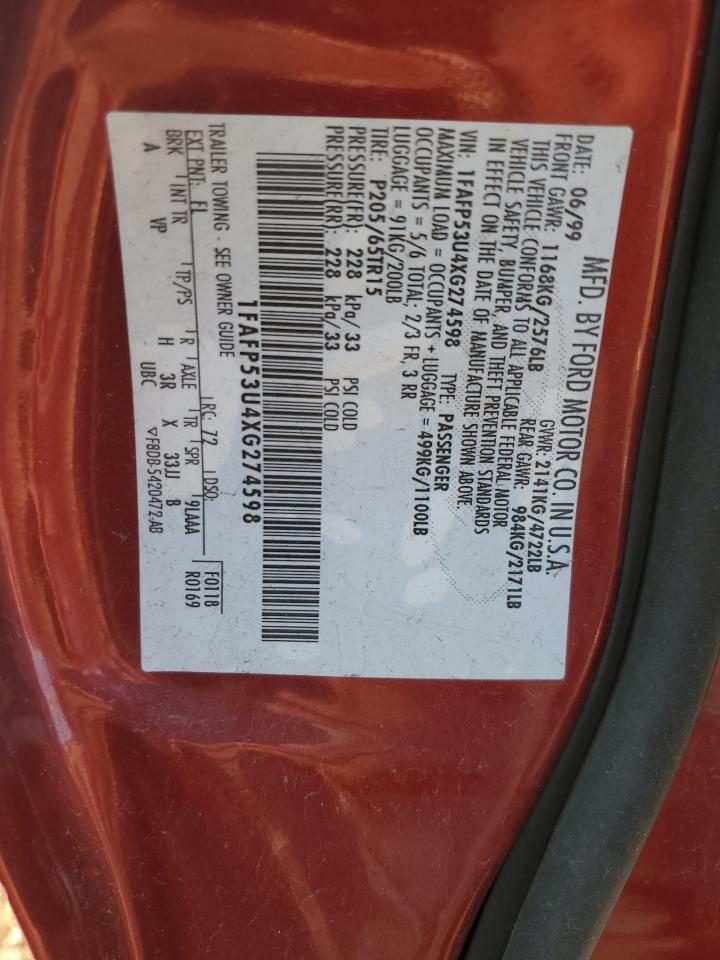 MFD. BY FORD MOTOR CO. IN U.S.A.
DATE: 06/99 GVWR: 2141KG/4722LB
FRONT GAWR: 1168KG/2576LB REAR GAWR: 984KG/2171LB
THIS VEHICLE CONFORMS TO ALL APPLICABLE FEDERAL MOTOR
VEHICLE SAFETY, BUMPER, AND THEFT PREVENTION STANDARDS
IN EFFECT ON THE DATE OF MANUFACTURE SHOWN ABOVE.
VIN: 1FAFP53U4XG274598 TYPE: PASSENGER
MAXIMUM LOAD = OCCUPANTS + LUGGAGE = 499KG/1100LB
OCCUPANTS = 5/6 TOTAL; 2/3 FR, 3 RR
LUGGAGE = 91KG/200LB
TIRE: P205/65TR15
PRESSURE(FR): 228 kPa/33 PSI COLD
PRESSURE(RR): 228 kPa/33 PSI COLD
1FAFP53U4XG274598
TRAILER TOWING - SEE OWNER GUIDE
EXT PNT: FL RC: 72 DSO: F0118
BRK INT TR TP/PS R AXLE TR SPR 9LAAA R0169
A VP H 3R X 33JJ B
UBC ▽F8DB-5420472-AB